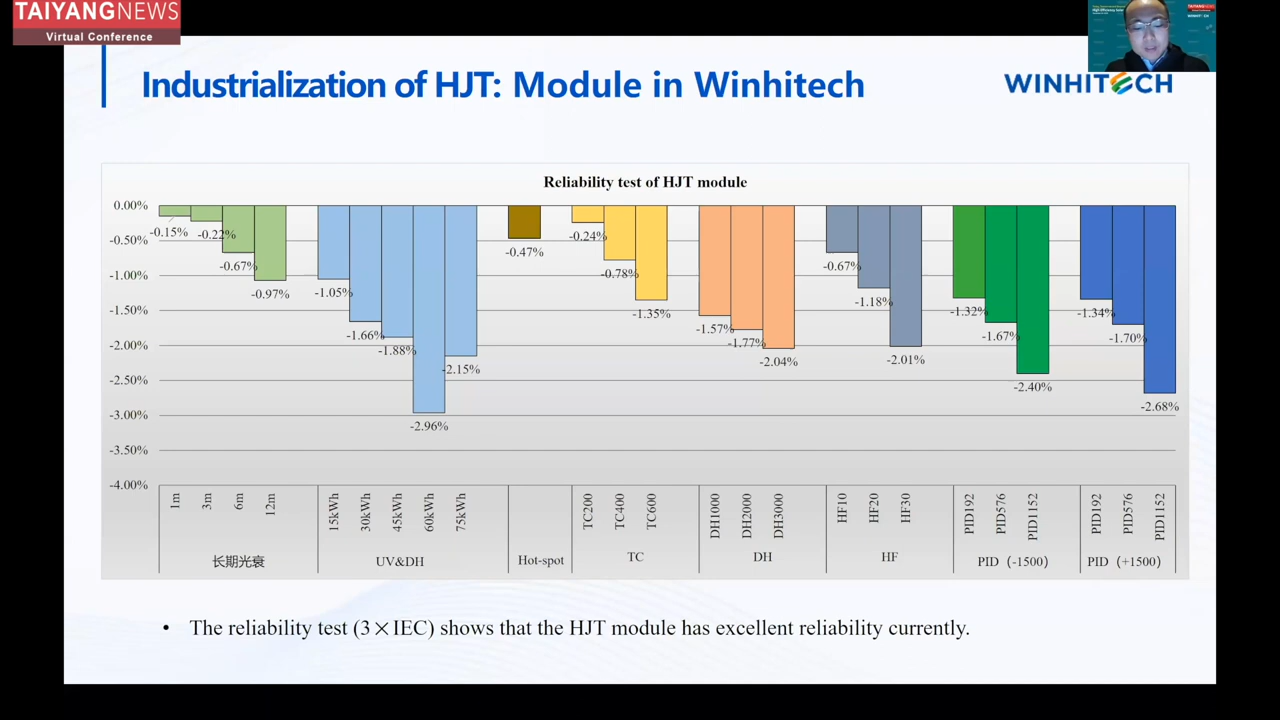 TAIYANGNEWS
Virtual Conference
Industrialization of HJT: Module in Winhitech
WINHITECH
Reliability test of HJT module
0.00%
-0.50%
-1.00%
-1.50%
-2.00%
-2.50%
-3.00%
-3.50%
-4.00%
-0.15%
-0.22%
-0.67%
-0.97%
-1.05%
-1.66%
-1.88%
-2.96%
-2.15%
-0.47%
-0.24%
-0.78%
-1.35%
-1.57%
-1.77%
-2.04%
-0.67%
-1.18%
-2.01%
-1.32%
-1.67%
-2.40%
-1.34%
-1.70%
-2.68%
1m
3m
6m
12m
15kWh
30kWh
45kWh
60kWh
75kWh
TC200
TC400
TC600
DH1000
DH2000
DH3000
HF10
HF20
HF30
PID192
PID576
PID1152
PID192
PID576
PID1152
长期光衰
UV&DH
Hot-spot
TC
DH
HF
PID（-1500）
PID（+1500）
• The reliability test (3×IEC) shows that the HJT module has excellent reliability currently.